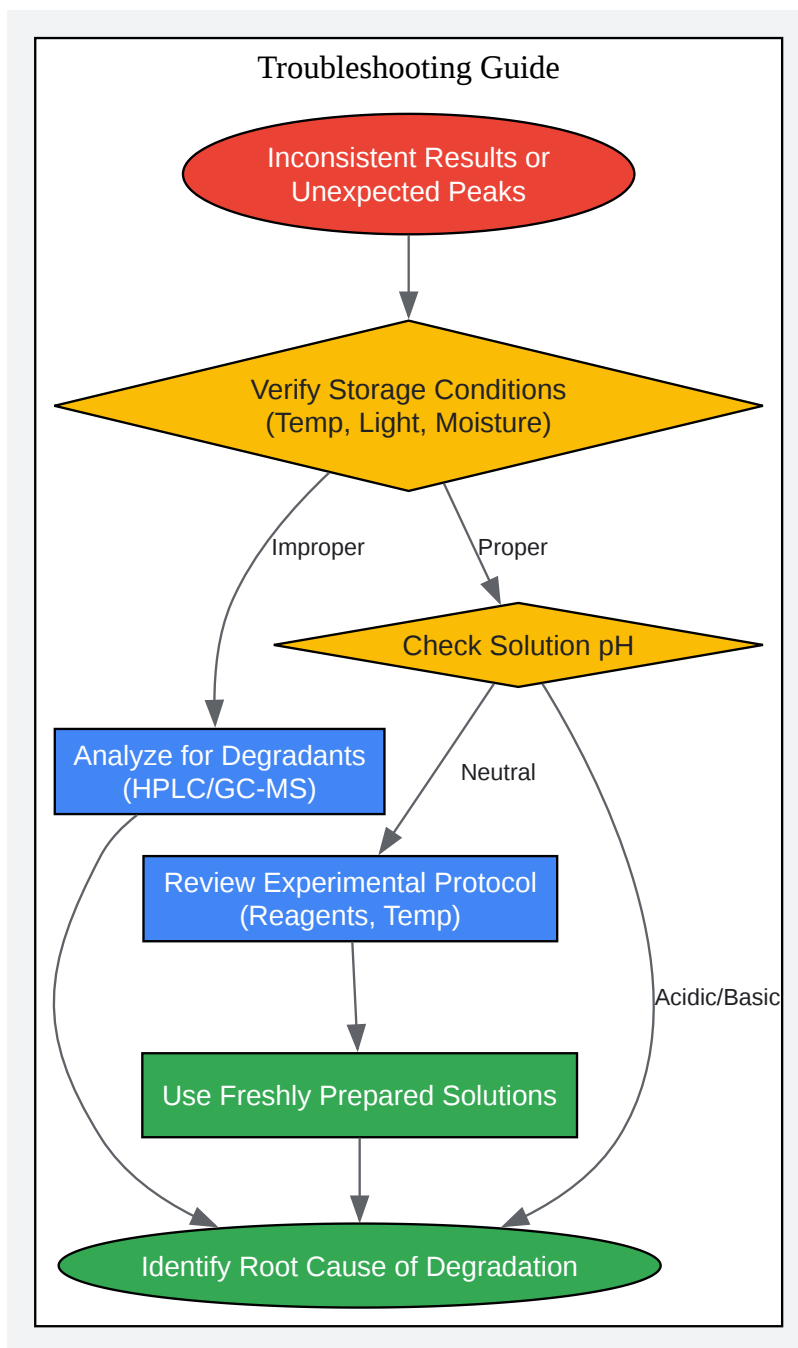 Troubleshooting Guide
Inconsistent Results or
Unexpected Peaks
Verify Storage Conditions
(Temp, Light, Moisture)
Improper
Proper
Check Solution pH
Analyze for Degradants
(HPLC/GC-MS)
Neutral
Review Experimental Protocol
(Reagents, Temp)
Acidic/Basic
Use Freshly Prepared Solutions
Identify Root Cause of Degradation